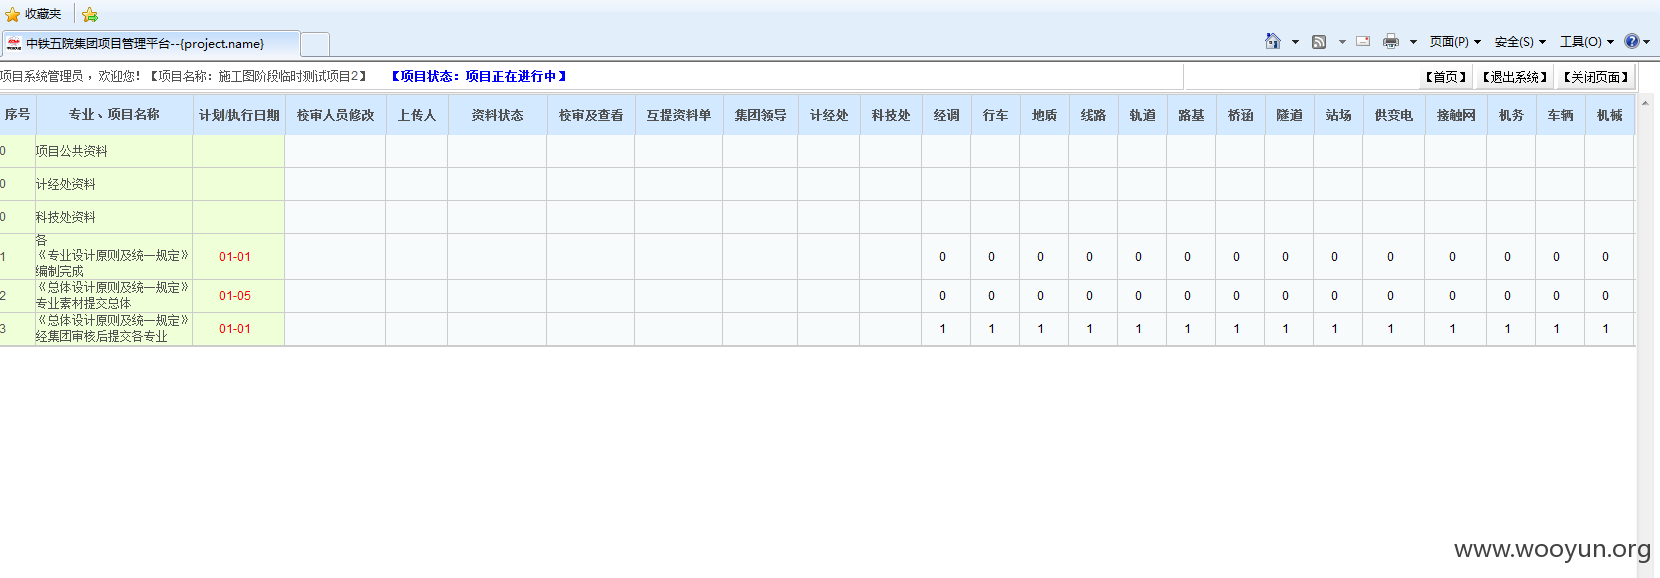 收藏夹
中铁五院集团项目管理平台--{project.name}
页面(P) 安全(S) 工具(O)
项目系统管理员 ，欢迎您！【项目名称：施工图阶段临时测试项目2】 【项目状态：项目正在进行中】 【首页】 【退出系统】 【关闭页面】
序号 专业、项目名称 计划/执行日期 校审人员修改 上传人 资料状态 校审及查看 互提资料单 集团领导 计经处 科技处 经调 行车 地质 线路 轨道 路基 桥涵 隧道 站场 供变电 接触网 机务 车辆 机械
0 项目公共资料
0 计经处资料
0 科技处资料
各
1 《专业设计原则及统一规定》 01-01 0 0 0 0 0 0 0 0 0 0 0 0 0 0
编制完成
2 《总体设计原则及统一规定》 01-05 0 0 0 0 0 0 0 0 0 0 0 0 0 0
专业素材提交总体
3 《总体设计原则及统一规定》 01-01 1 1 1 1 1 1 1 1 1 1 1 1 1 1
经集团审核后提交各专业
www.wooyun.org